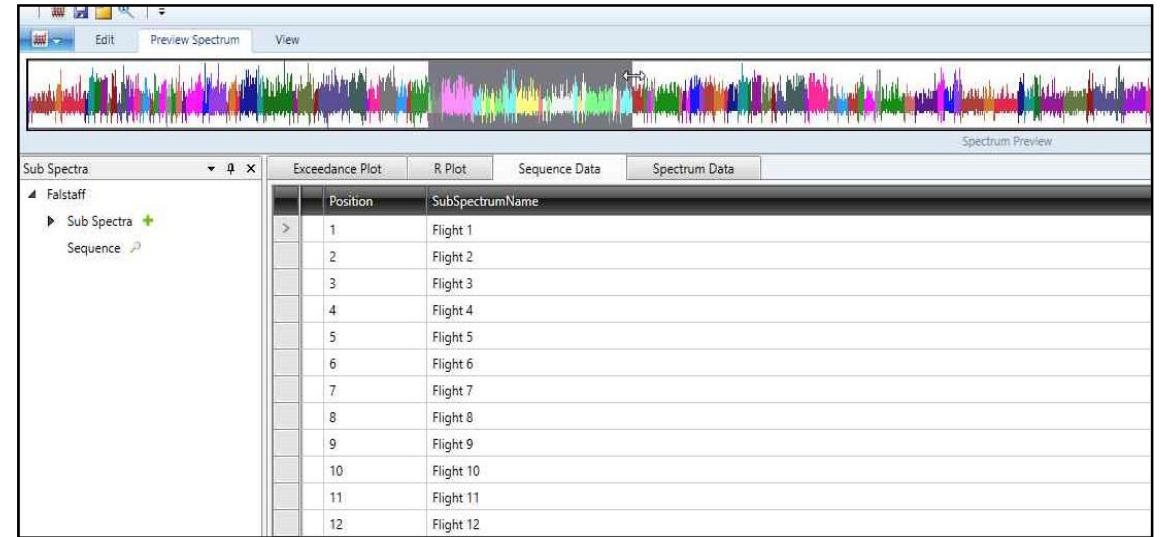 Edit Preview Spectrum View
Spectrum Preview
Sub Spectra
Falstaff
Sub Spectra
Sequence
Exceedance Plot R Plot Sequence Data Spectrum Data
Position SubSpectrumName
1 Flight 1
2 Flight 2
3 Flight 3
4 Flight 4
5 Flight 5
6 Flight 6
7 Flight 7
8 Flight 8
9 Flight 9
10 Flight 10
11 Flight 11
12 Flight 12